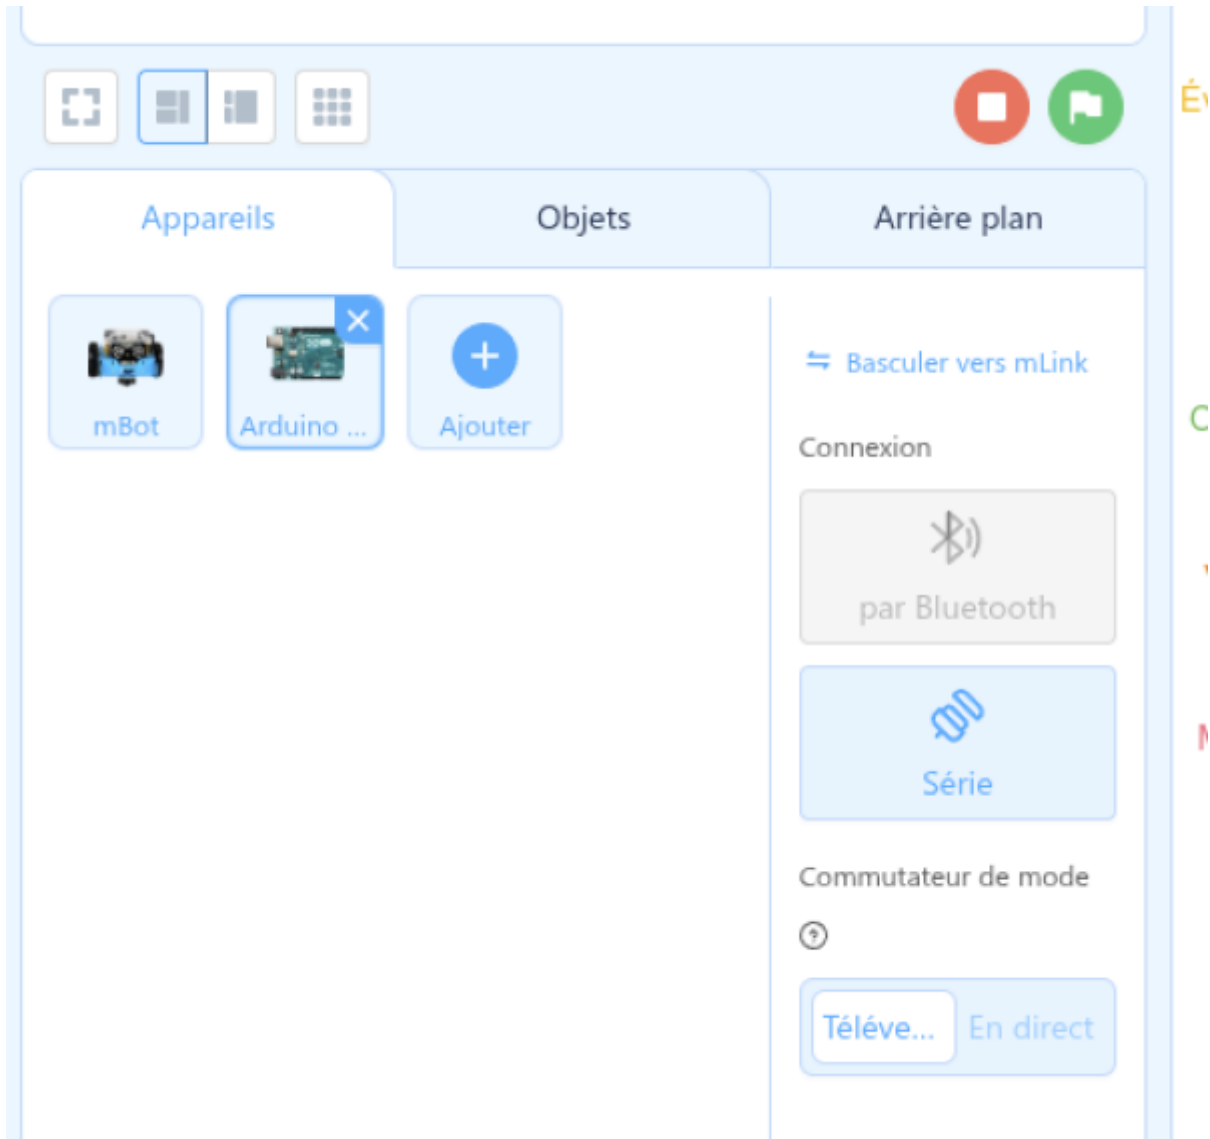 Appareils
Objets
Arrière plan
mBot
Arduino ...
Ajouter
Basculer vers mLink
Connexion
par Bluetooth
Série
Commutateur de mode
Téléve...
En direct